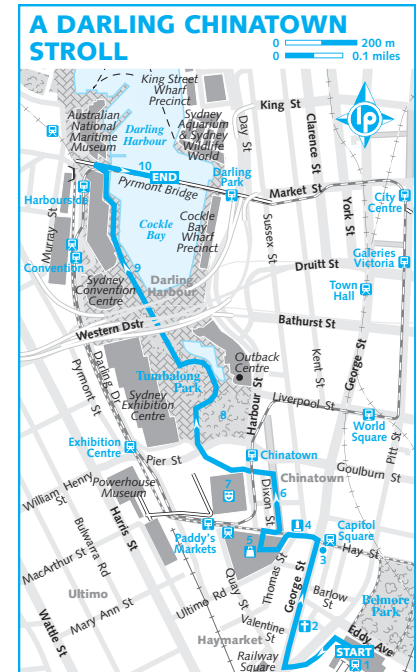 A DARLING CHINATOWN
STROLL
0 200 m
0 0.1 miles
King Street
Wharf
Precinct
King St
Australian
National
Maritime
Museum
Darling
Harbour
Sydney
Aquarium
& Sydney
Wildlife
World
Day St
Clarence St
lp
10
END
Pyrmont Bridge
Darling
Park
Market St
City
Centre
Harbourside
Murray St
Cockle
Bay
Cockle
Bay
Wharf
Precinct
Sussex St
York St
Galeries
Victoria
Convention
9
Druitt St
Sydney
Convention
Centre
Darling
Harbour
Town
Hall
Western Dstr
Bathurst St
Darling Dr
Pyrmont St
Outback
Centre
Kent St
George St
Tumbalong
Park
Sydney
Exhibition
Centre
8
Harbour St
Liverpool St
World
Square
Pitt St
Exhibition
Centre
Pier St
Chinatown
Goulburn St
William Henry
St
Powerhouse
Museum
7
Dixon St
6
Chinatown
Harris St
Bulwarra Rd
Paddy's
Markets
5
4
Capitol
Square
Hay St
3
MacArthur St
Ultimo
Quay St
Thomas St
George St
Barlow
St
Belmore
Park
Mary Ann St
Ultimo Rd
Wattle St
Valentine
St
2
Eddy Ave
Haymarket
START
Railway
Square
1